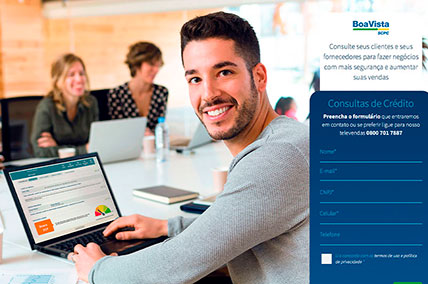 BoaVista
SCPC
Consulte seus clientes e seus
fornecedores para fazer negócios
com mais segurança e aumentar
suas vendas
Consultas de Crédito
Preencha o formulário que entraremos
em contato ou se preferir ligue para nosso
televendas 0800 701 7887
Nome*
E-mail*
CNPJ*
Celular*
Telefone
termos de uso e política
de privacidade